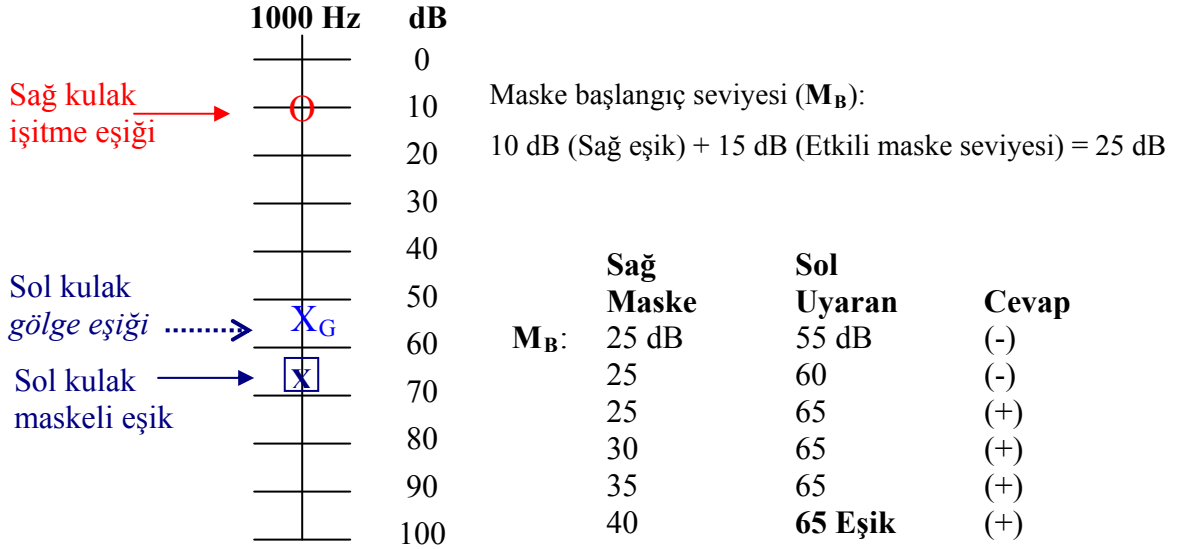 1000 Hz dB
0
10
20
30
40
50
60
70
80
90
100
Sağ kulak
işitme eşiği
O
Sol kulak
gölge eşiği
X_G
Sol kulak
maskeli eşik
X
Maske başlangıç seviyesi (M_B):
10 dB (Sağ eşik) + 15 dB (Etkili maske seviyesi) = 25 dB
Sağ Sol
Maske Uyaran Cevap
M_B: 25 dB 55 dB (-)
25 60 (-)
25 65 (+)
30 65 (+)
35 65 (+)
40 65 Eşik (+)